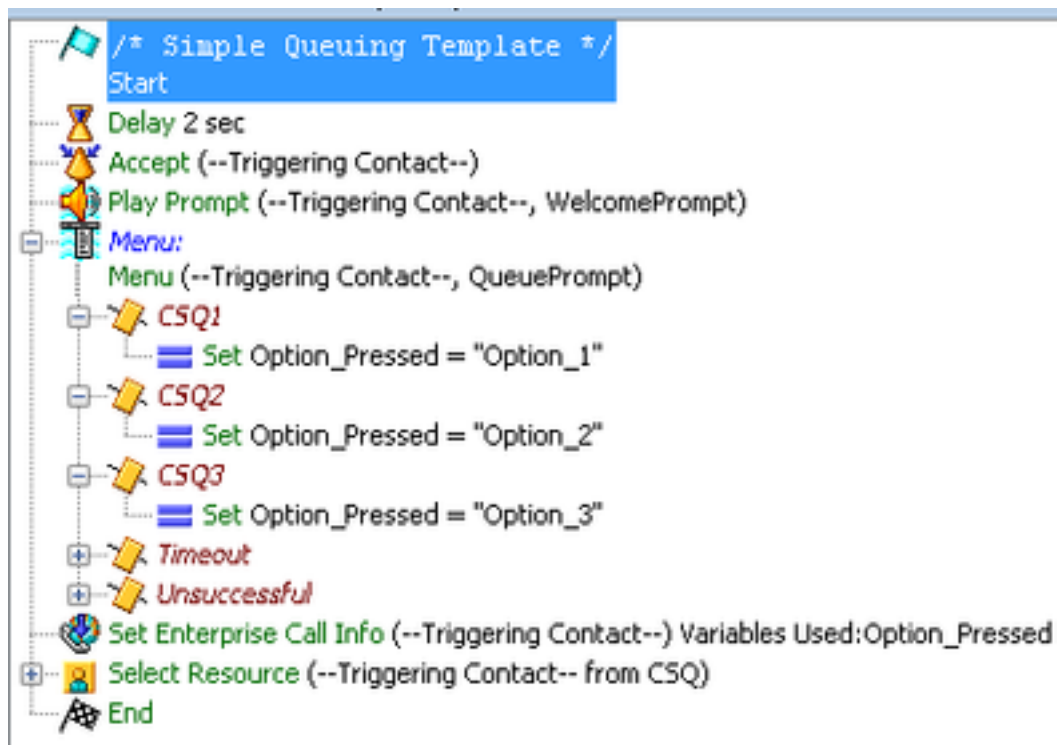 /* Simple Queuing Template */
Start
Delay 2 sec
Accept (--Triggering Contact--)
Play Prompt (--Triggering Contact--, WelcomePrompt)
Menu:
Menu (--Triggering Contact--, QueuePrompt)
CSQ1
Set Option_Pressed = "Option_1"
CSQ2
Set Option_Pressed = "Option_2"
CSQ3
Set Option_Pressed = "Option_3"
Timeout
Unsuccessful
Set Enterprise Call Info (--Triggering Contact--) Variables Used:Option_Pressed
Select Resource (--Triggering Contact-- from CSQ)
End